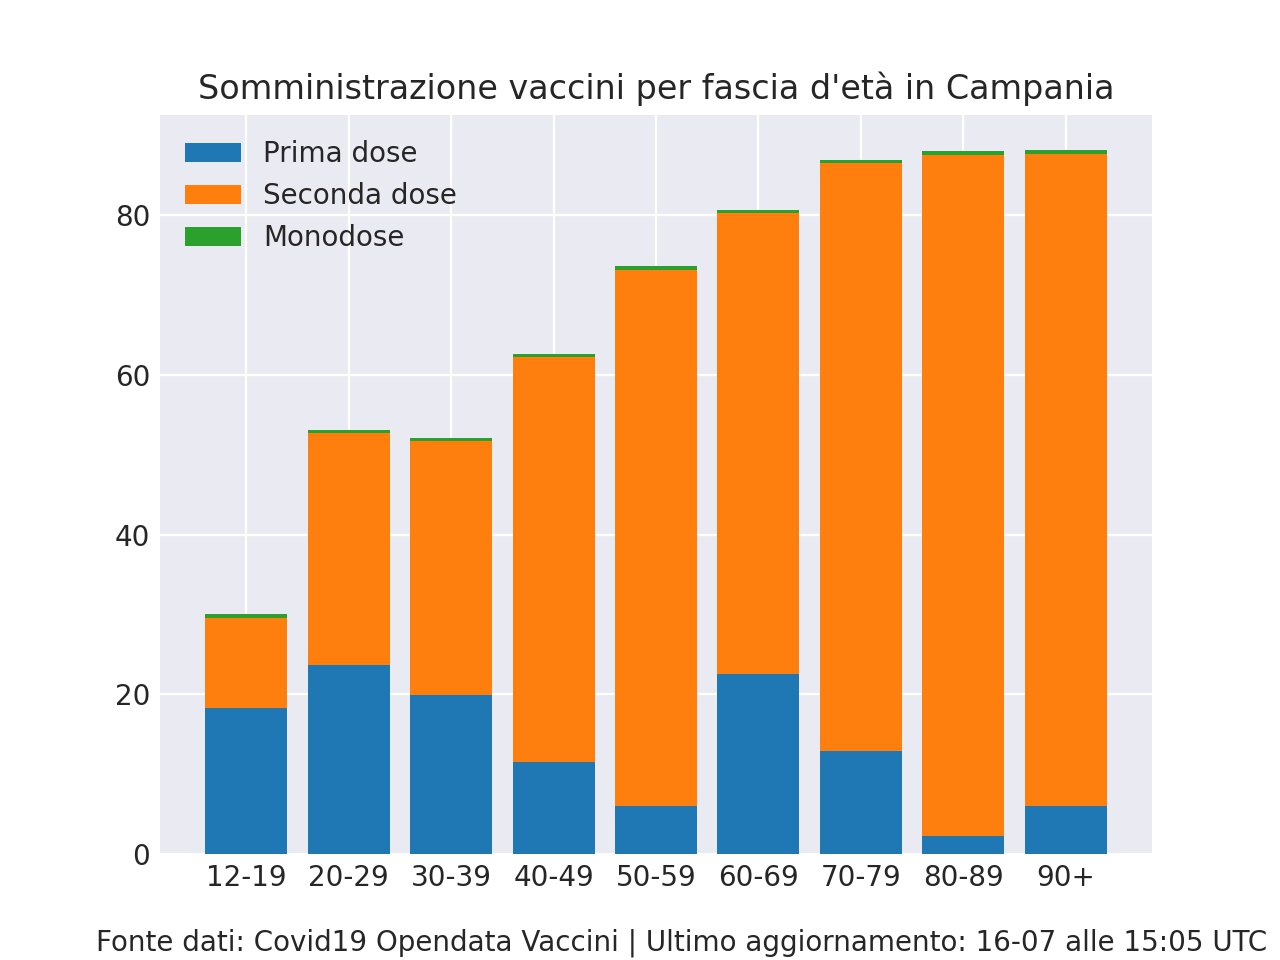 Somministrazione vaccini per fascia d'età in Campania
Prima dose
Seconda dose
Monodose
80
60
40
20
0
12-19 20-29 30-39 40-49 50-59 60-69 70-79 80-89 90+
Fonte dati: Covid19 Opendata Vaccini | Ultimo aggiornamento: 16-07 alle 15:05 UTC